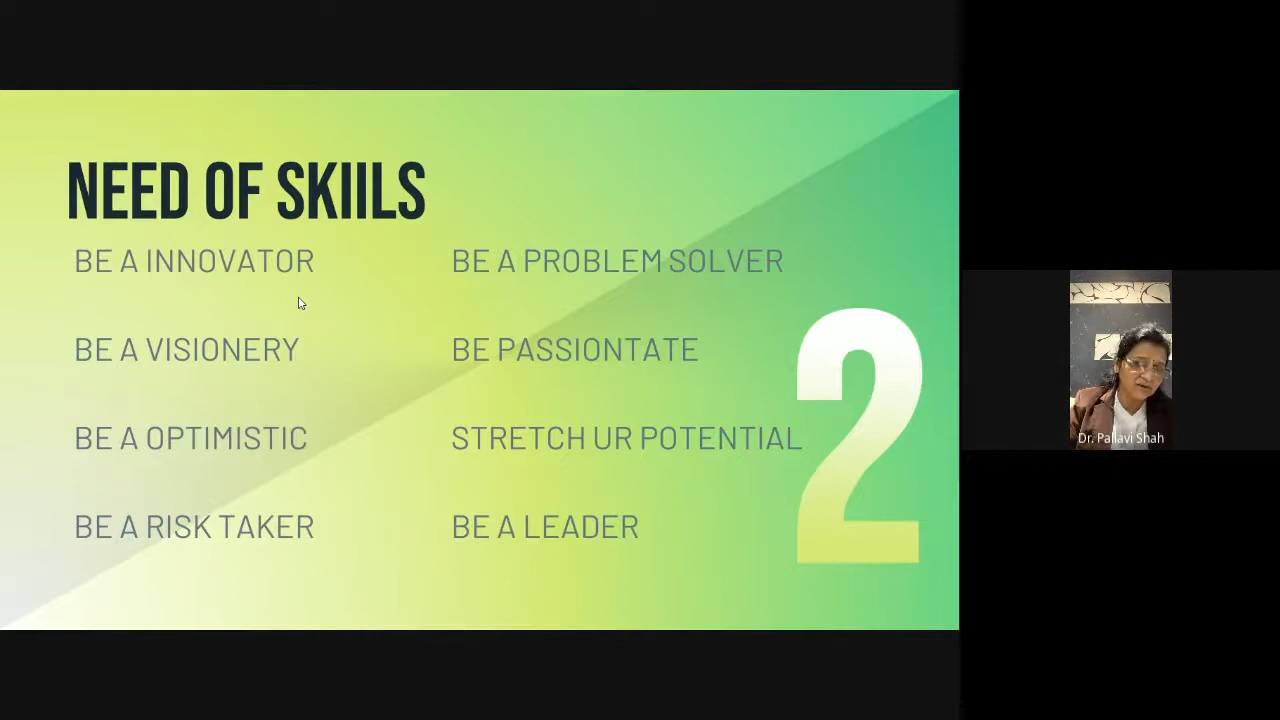 NEED OF SKIILS
BE A INNOVATOR
BE A VISIONERY
BE A OPTIMISTIC
BE A RISK TAKER
BE A PROBLEM SOLVER
BE PASSIONTATE
STRETCH UR POTENTIAL
BE A LEADER
2
Dr. Pallavi Shah